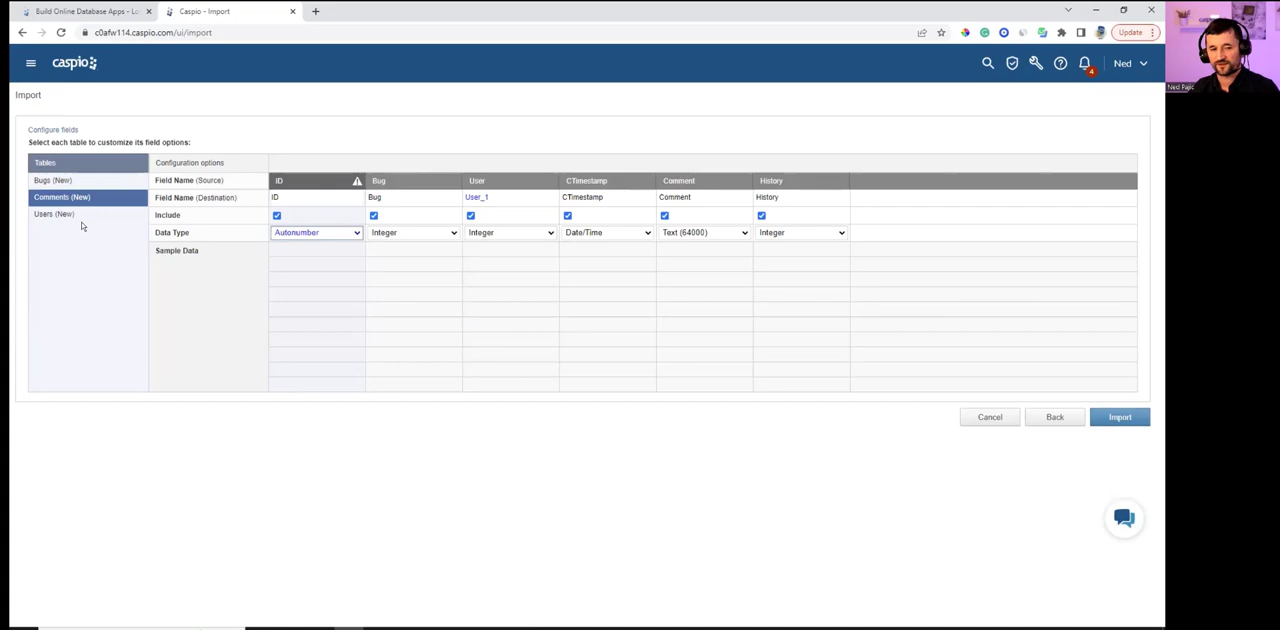 Build Online Database Apps - Lo
Caspio - Import
c0afw114.caspio.com/ui/import
Update
caspio
4
Ned
Ned Pajic
Import
Configure fields
Select each table to customize its field options:
Tables
Configuration options
Bugs (New)
Field Name (Source)
ID
Bug
User
CTimestamp
Comment
History
Comments (New)
Field Name (Destination)
ID
Bug
User_1
CTimestamp
Comment
History
Users (New)
Include
Data Type
Autonumber
Integer
Integer
Date/Time
Text (64000)
Integer
Sample Data
Cancel
Back
Import